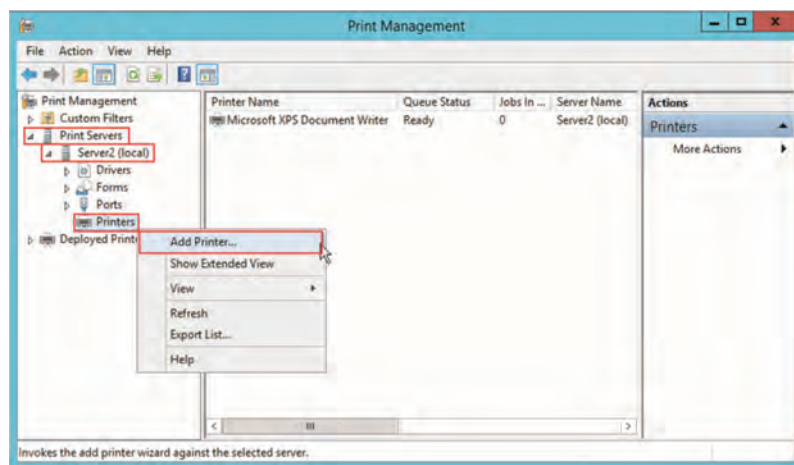 Print Management
File Action View Help
Print Management
Custom Filters
Print Servers
Server2 (local)
Drivers
Forms
Ports
Printers
Deployed Print
Add Printer...
Show Extended View
View
Refresh
Export List...
Help
Printer Name Queue Status Jobs In ... Server Name
Microsoft XPS Document Writer Ready 0 Server2 (local)
Actions
Printers
More Actions
Invokes the add printer wizard against the selected server.